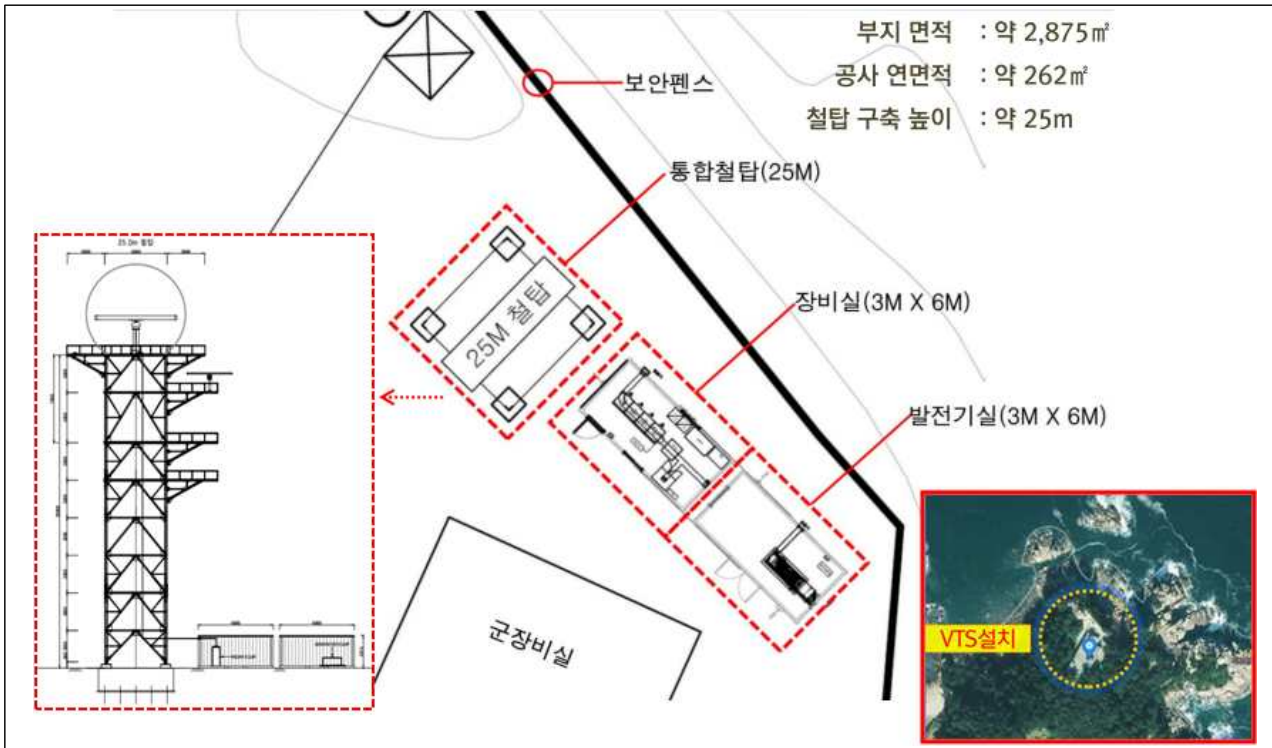 부지 면적 : 약 2,875㎡
공사 연면적 : 약 262㎡
철탑 구축 높이 : 약 25m
보안펜스
통합철탑(25M)
25M 철탑
장비실(3M X 6M)
발전기실(3M X 6M)
군장비실
VTS설치